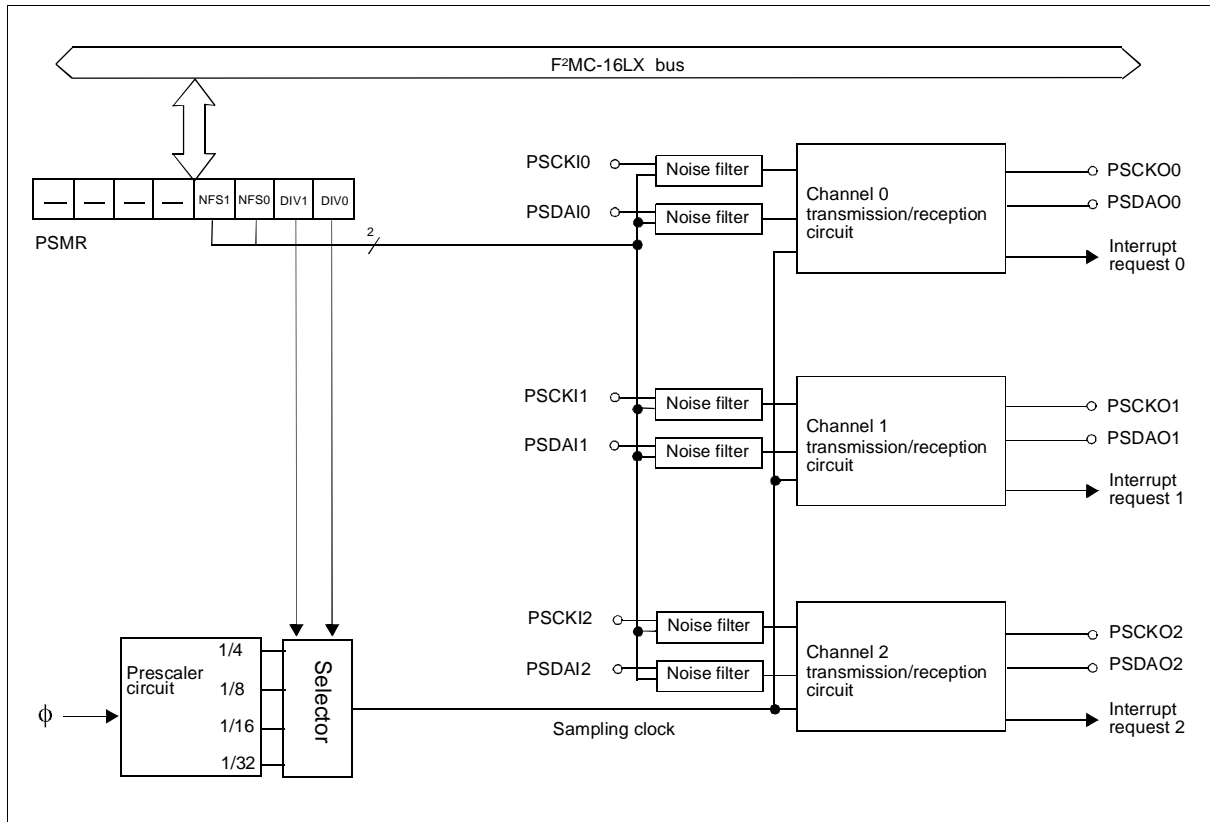 F²MC-16LX bus
— — — — NFS1 NFS0 DIV1 DIV0
PSMR
2
PSCKI0
Noise filter
PSDAI0
Noise filter
Channel 0
transmission/reception
circuit
PSCKO0
PSDAO0
Interrupt
request 0
PSCKI1
Noise filter
PSDAI1
Noise filter
Channel 1
transmission/reception
circuit
PSCKO1
PSDAO1
Interrupt
request 1
PSCKI2
Noise filter
PSDAI2
Noise filter
Channel 2
transmission/reception
circuit
PSCKO2
PSDAO2
Interrupt
request 2
ϕ
Prescaler
circuit
1/4
1/8
1/16
1/32
Selector
Sampling clock